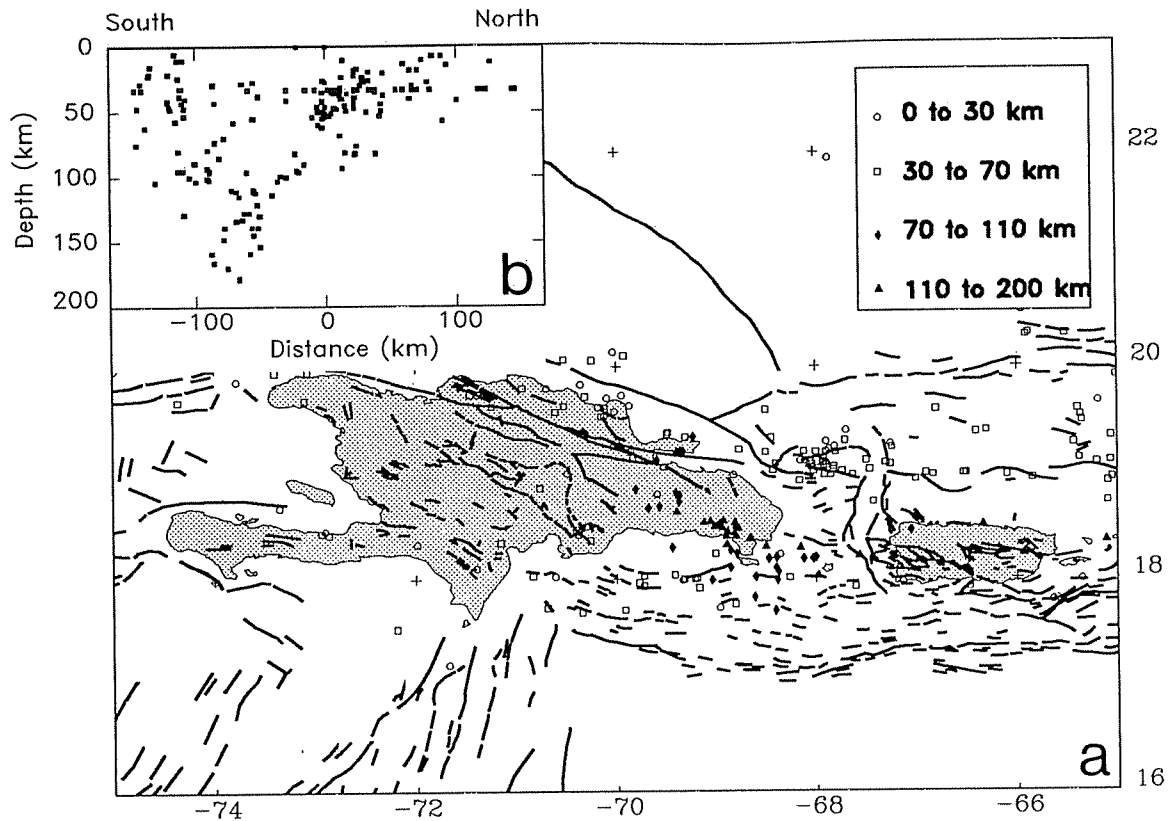 South North
0
50
100
150
200
Depth (km)
b
-100 0 100
Distance (km)
0 to 30 km
30 to 70 km
70 to 110 km
110 to 200 km
22
20
18
16
a
-74 -72 -70 -68 -66